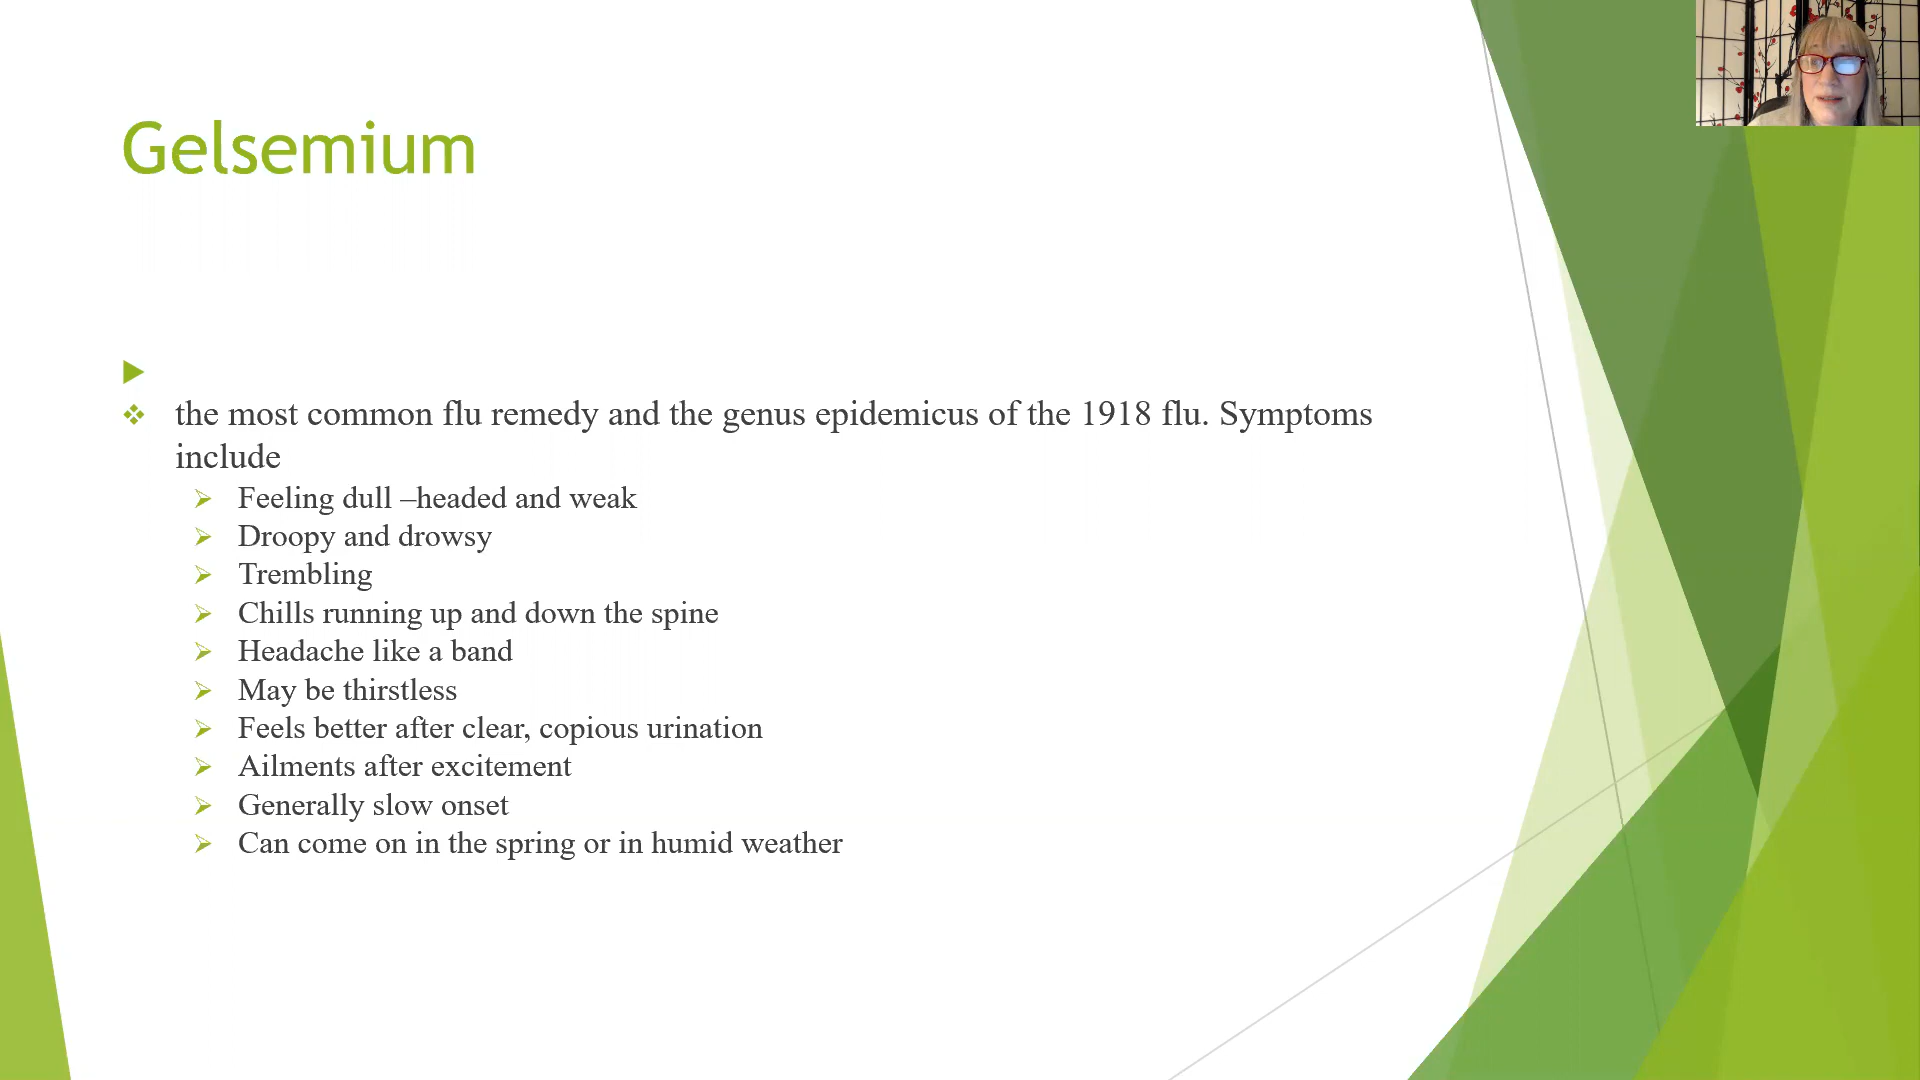 Gelsemium
the most common flu remedy and the genus epidemicus of the 1918 flu. Symptoms
include
Feeling dull –headed and weak
Droopy and drowsy
Trembling
Chills running up and down the spine
Headache like a band
May be thirstless
Feels better after clear, copious urination
Ailments after excitement
Generally slow onset
Can come on in the spring or in humid weather